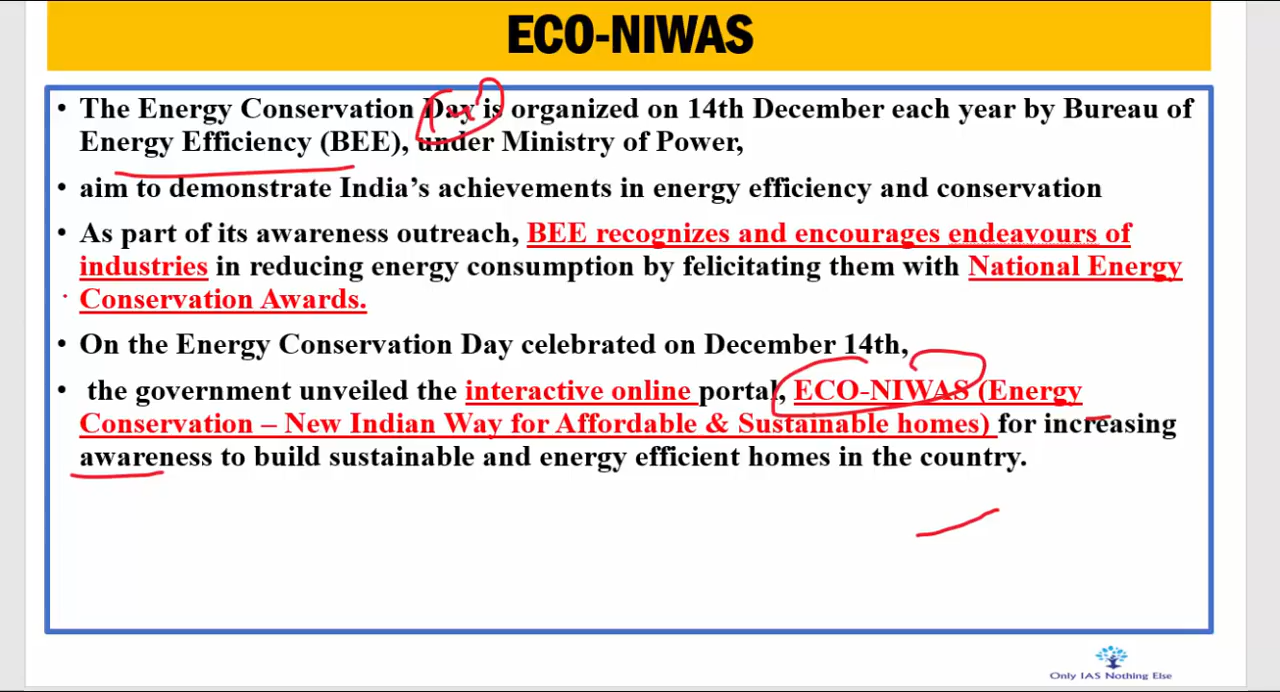 ECO-NIWAS
• The Energy Conservation Day is organized on 14th December each year by Bureau of
Energy Efficiency (BEE), under Ministry of Power,
• aim to demonstrate India's achievements in energy efficiency and conservation
• As part of its awareness outreach, BEE recognizes and encourages endeavours of
industries in reducing energy consumption by felicitating them with National Energy
Conservation Awards.
• On the Energy Conservation Day celebrated on December 14th,
• the government unveiled the interactive online portal, ECO-NIWAS (Energy
Conservation – New Indian Way for Affordable & Sustainable homes) for increasing
awareness to build sustainable and energy efficient homes in the country.
Only IAS Nothing Else